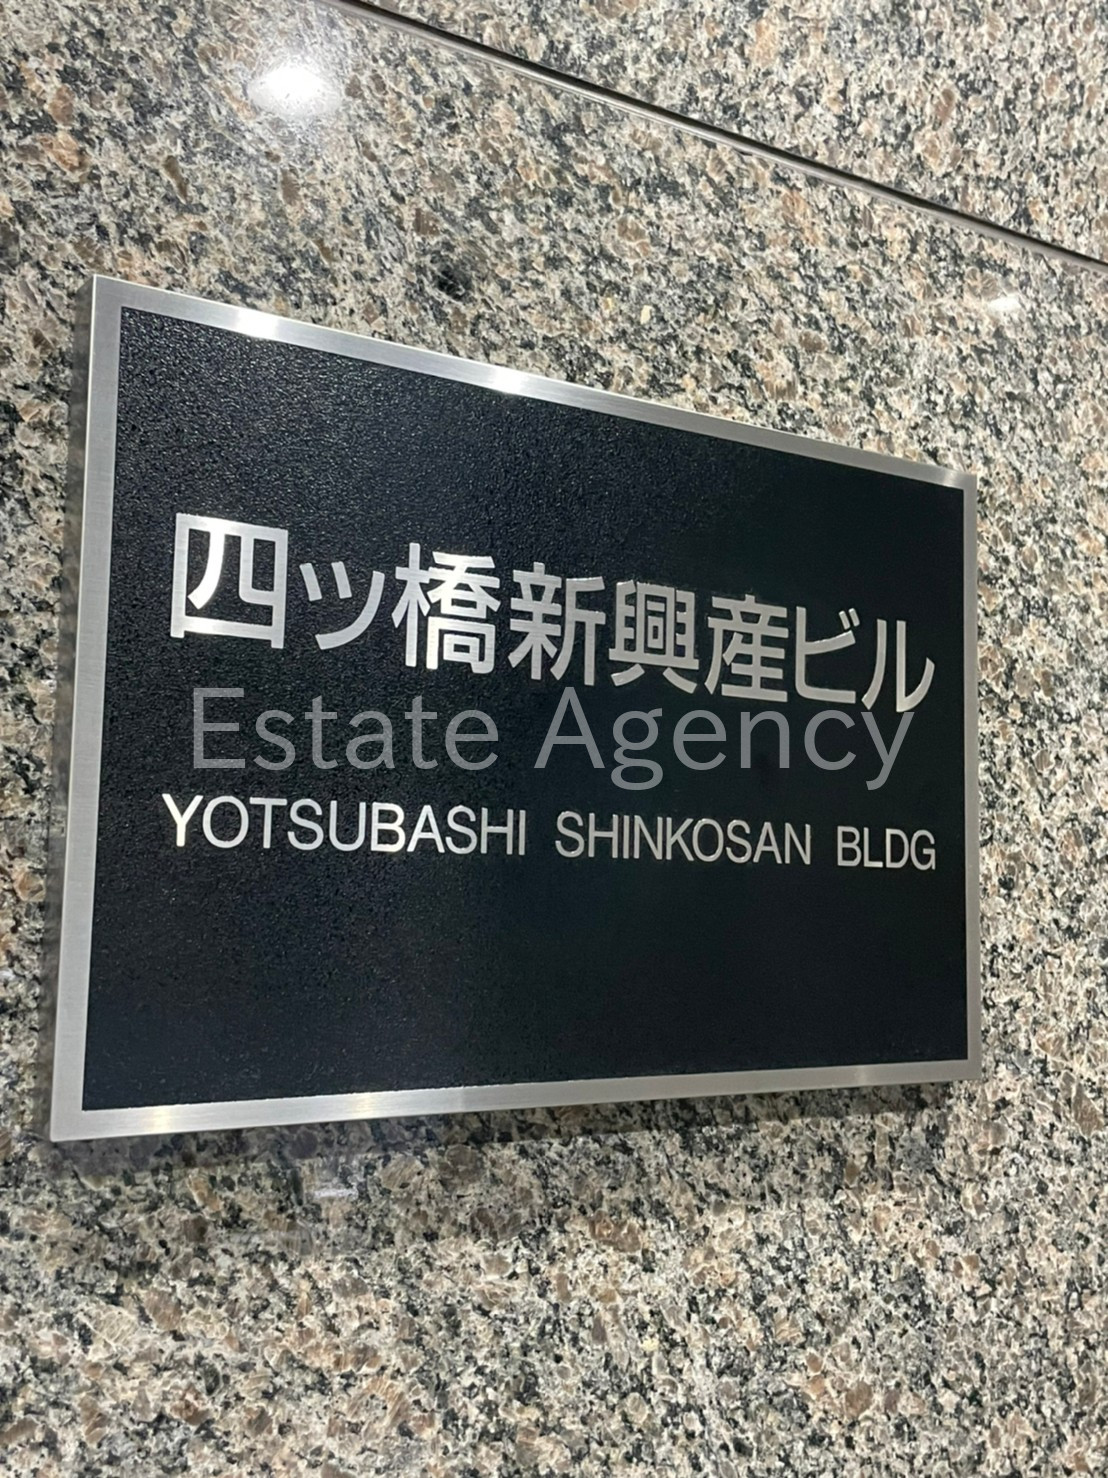 四ツ橋新興産ビル
Estate Agency
YOTSUBASHI SHINKOSAN BLDG